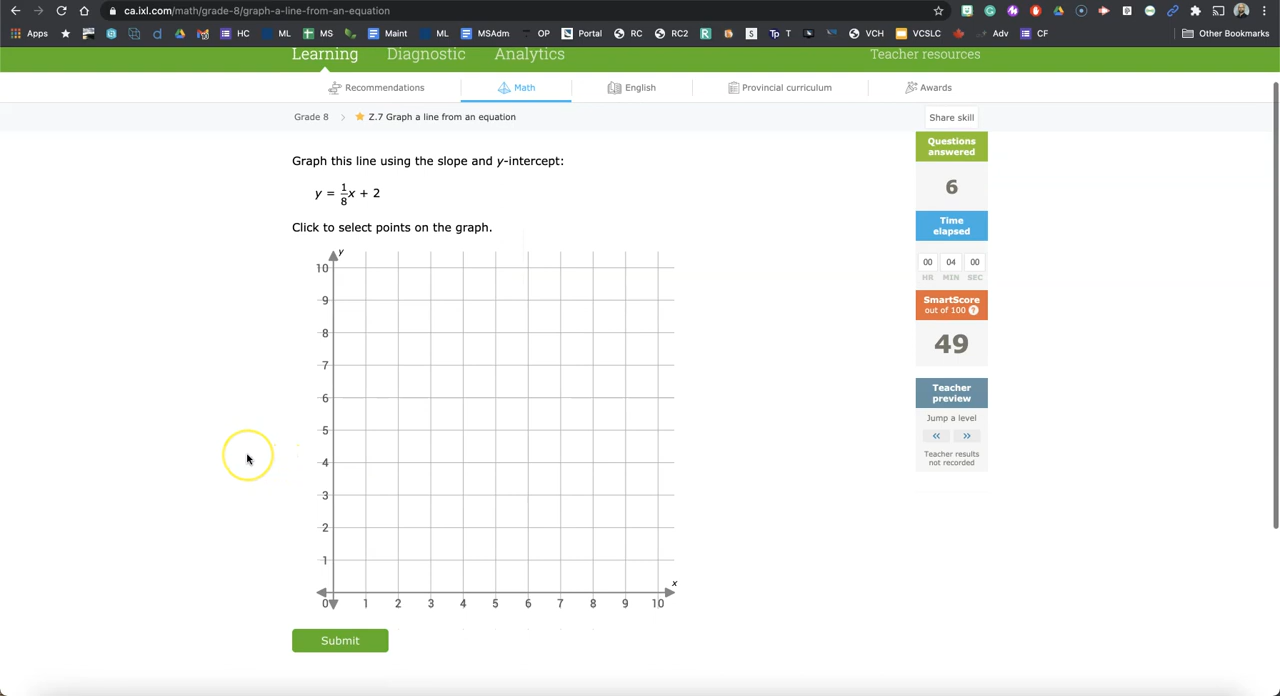 ca.ixl.com/math/grade-8/graph-a-line-from-an-equation
Apps HC ML MS Maint ML MSAdm OP Portal RC RC2 R S Tp T VCH VCSLC Adv CF Other Bookmarks
Learning Diagnostic Analytics Teacher resources
Recommendations Math English Provincial curriculum Awards
Grade 8 > Z.7 Graph a line from an equation
Share skill
Graph this line using the slope and y-intercept:
y = 1/8 x + 2
Click to select points on the graph.
y
10
9
8
7
6
5
4
3
2
1
x
0 1 2 3 4 5 6 7 8 9 10
Submit
Questions
answered
6
Time
elapsed
00 04 00
HR MIN SEC
SmartScore
out of 100 ?
49
Teacher
preview
Jump a level
« »
Teacher results
not recorded